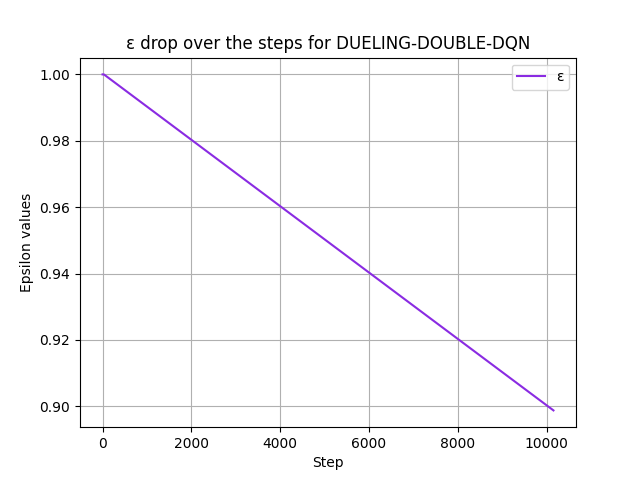 ε drop over the steps for DUELING-DOUBLE-DQN
ε
1.00
0.98
0.96
0.94
0.92
0.90
Epsilon values
0 2000 4000 6000 8000 10000
Step